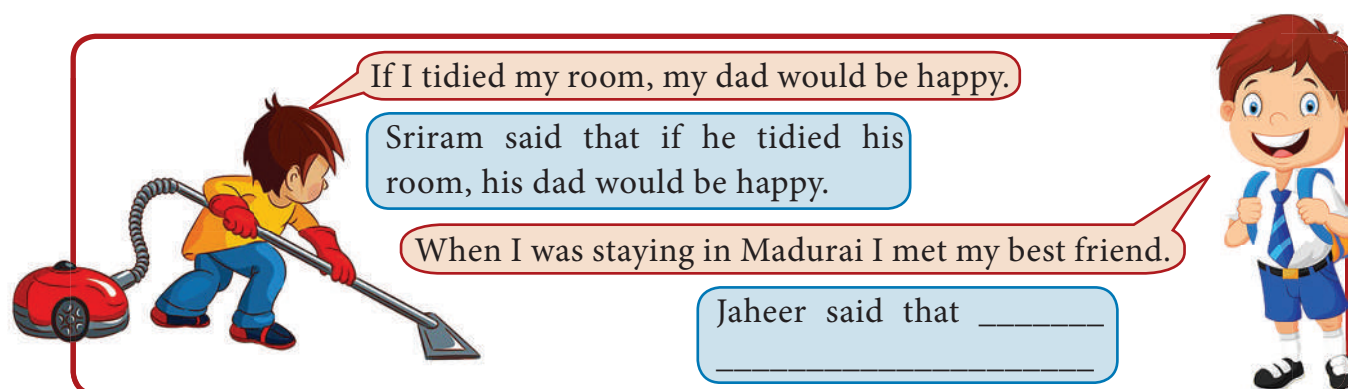 If I tidied my room, my dad would be happy.
Sriram said that if he tidied his
room, his dad would be happy.
When I was staying in Madurai I met my best friend.
Jaheer said that _______
_____________________